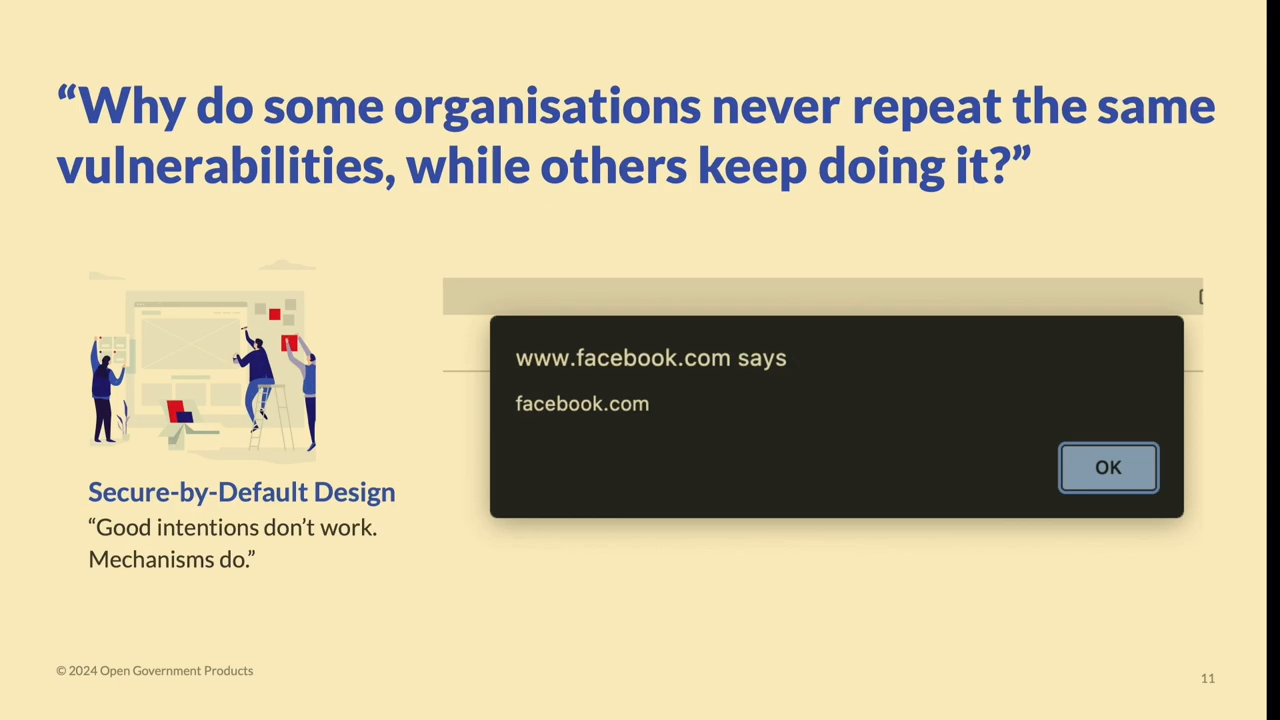 “Why do some organisations never repeat the same
vulnerabilities, while others keep doing it?”
www.facebook.com says
facebook.com
OK
Secure-by-Default Design
“Good intentions don’t work.
Mechanisms do.”
© 2024 Open Government Products
11